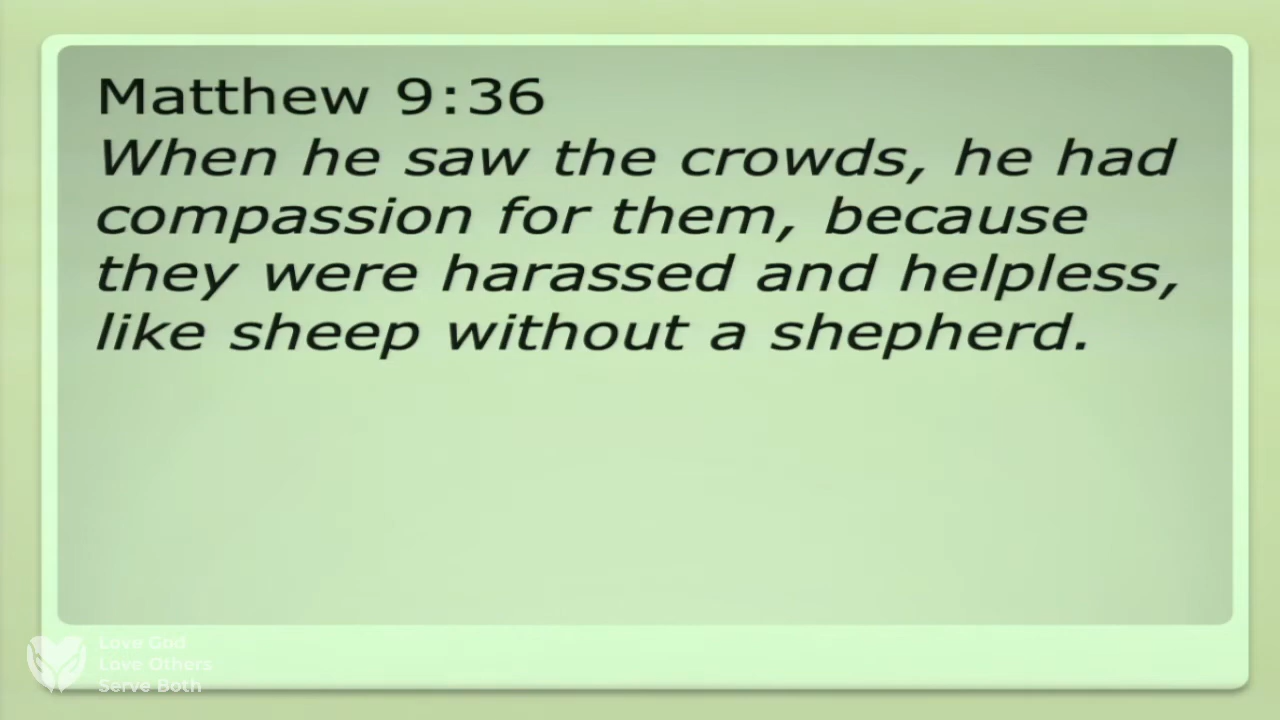 Matthew 9:36
When he saw the crowds, he had
compassion for them, because
they were harassed and helpless,
like sheep without a shepherd.
Love God
Love Others
Serve Both